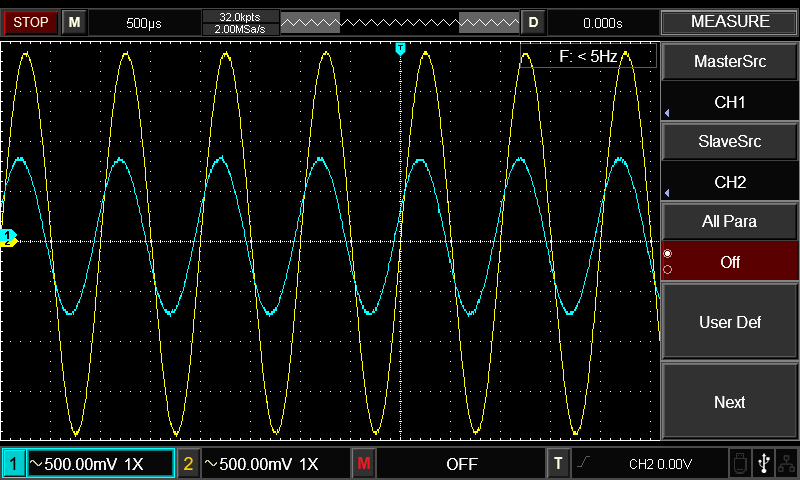 STOP
M
500µs
32.0kpts
2.00MSa/s
D
0.000s
MEASURE
T
F: < 5Hz
MasterSrc
CH1
SlaveSrc
CH2
All Para
Off
User Def
Next
1
2
1 ~500.00mV 1X
2 ~500.00mV 1X
M OFF
T CH2 0.00V